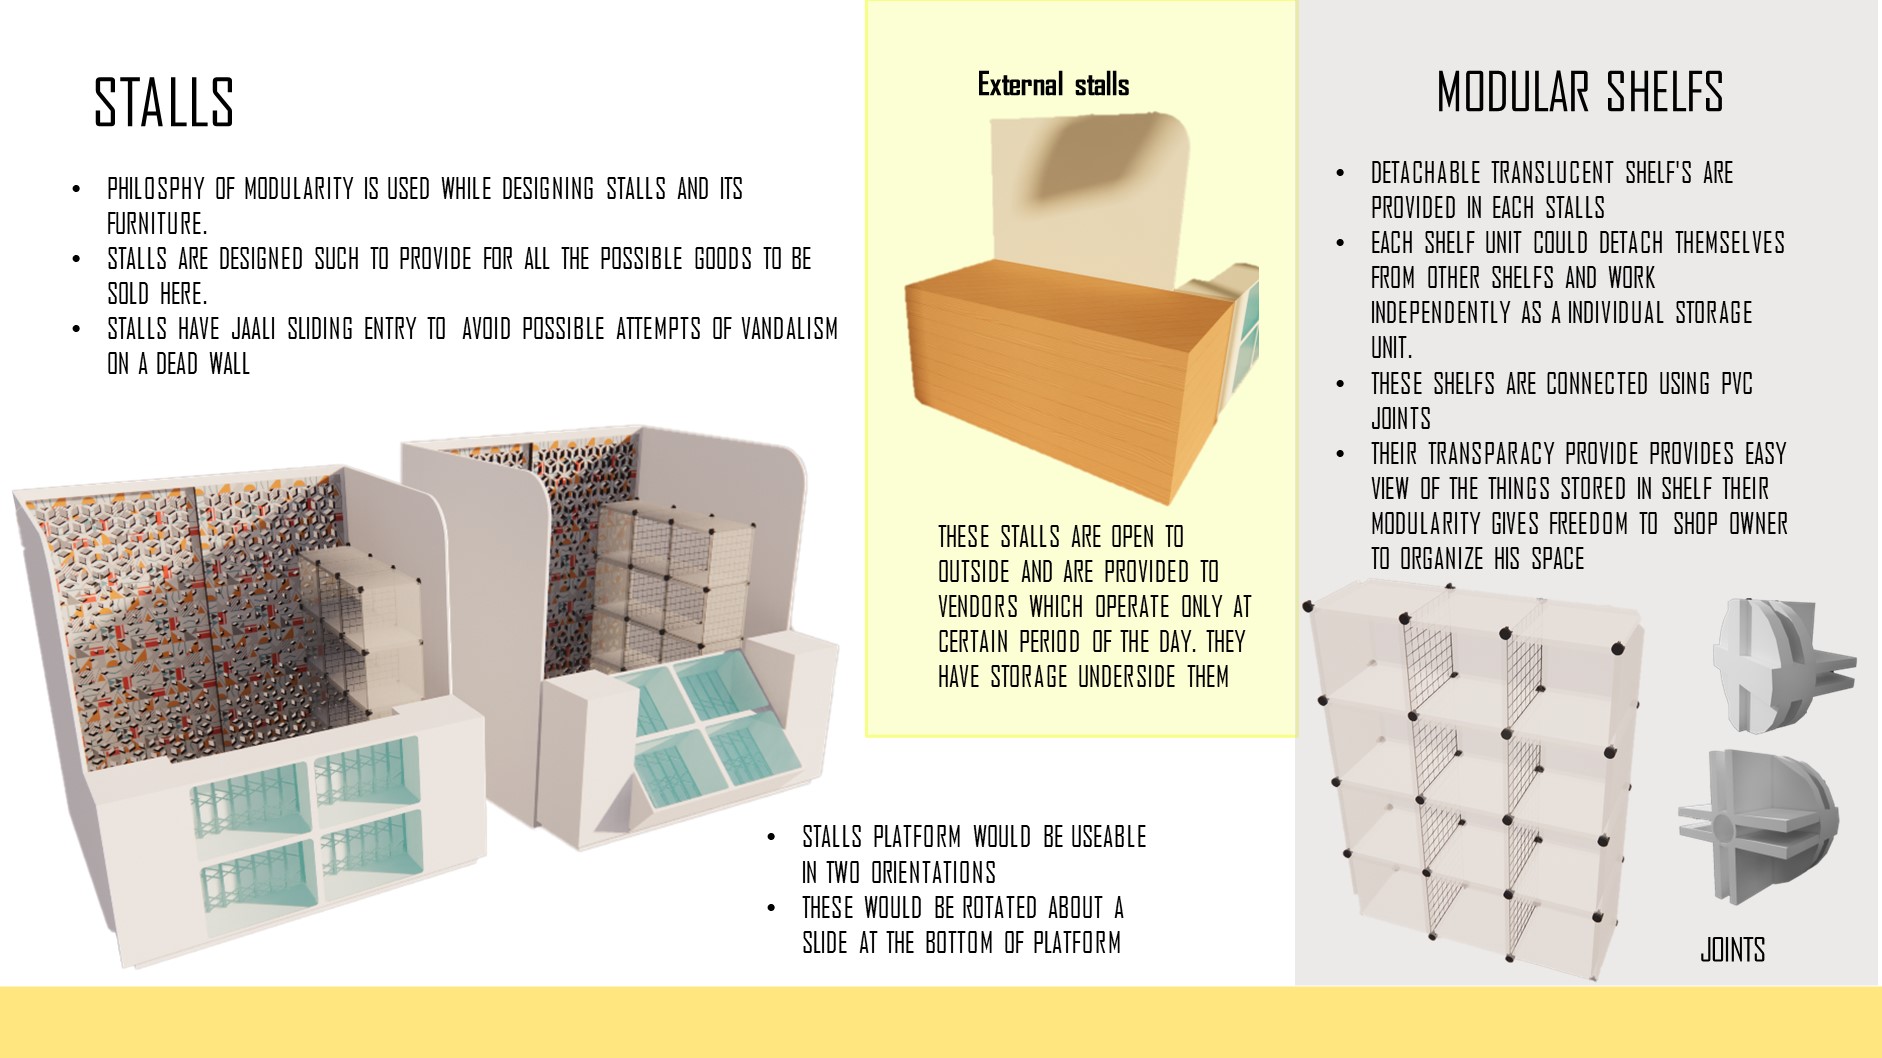 STALLS
• PHILOSPHY OF MODULARITY IS USED WHILE DESIGNING STALLS AND ITS
FURNITURE.
• STALLS ARE DESIGNED SUCH TO PROVIDE FOR ALL THE POSSIBLE GOODS TO BE
SOLD HERE.
• STALLS HAVE JAALI SLIDING ENTRY TO AVOID POSSIBLE ATTEMPTS OF VANDALISM
ON A DEAD WALL
• STALLS PLATFORM WOULD BE USEABLE
IN TWO ORIENTATIONS
• THESE WOULD BE ROTATED ABOUT A
SLIDE AT THE BOTTOM OF PLATFORM
External stalls
THESE STALLS ARE OPEN TO
OUTSIDE AND ARE PROVIDED TO
VENDORS WHICH OPERATE ONLY AT
CERTAIN PERIOD OF THE DAY. THEY
HAVE STORAGE UNDERSIDE THEM
MODULAR SHELFS
• DETACHABLE TRANSLUCENT SHELF'S ARE
PROVIDED IN EACH STALLS
• EACH SHELF UNIT COULD DETACH THEMSELVES
FROM OTHER SHELFS AND WORK
INDEPENDENTLY AS A INDIVIDUAL STORAGE
UNIT.
• THESE SHELFS ARE CONNECTED USING PVC
JOINTS
• THEIR TRANSPARACY PROVIDE PROVIDES EASY
VIEW OF THE THINGS STORED IN SHELF THEIR
MODULARITY GIVES FREEDOM TO SHOP OWNER
TO ORGANIZE HIS SPACE
JOINTS